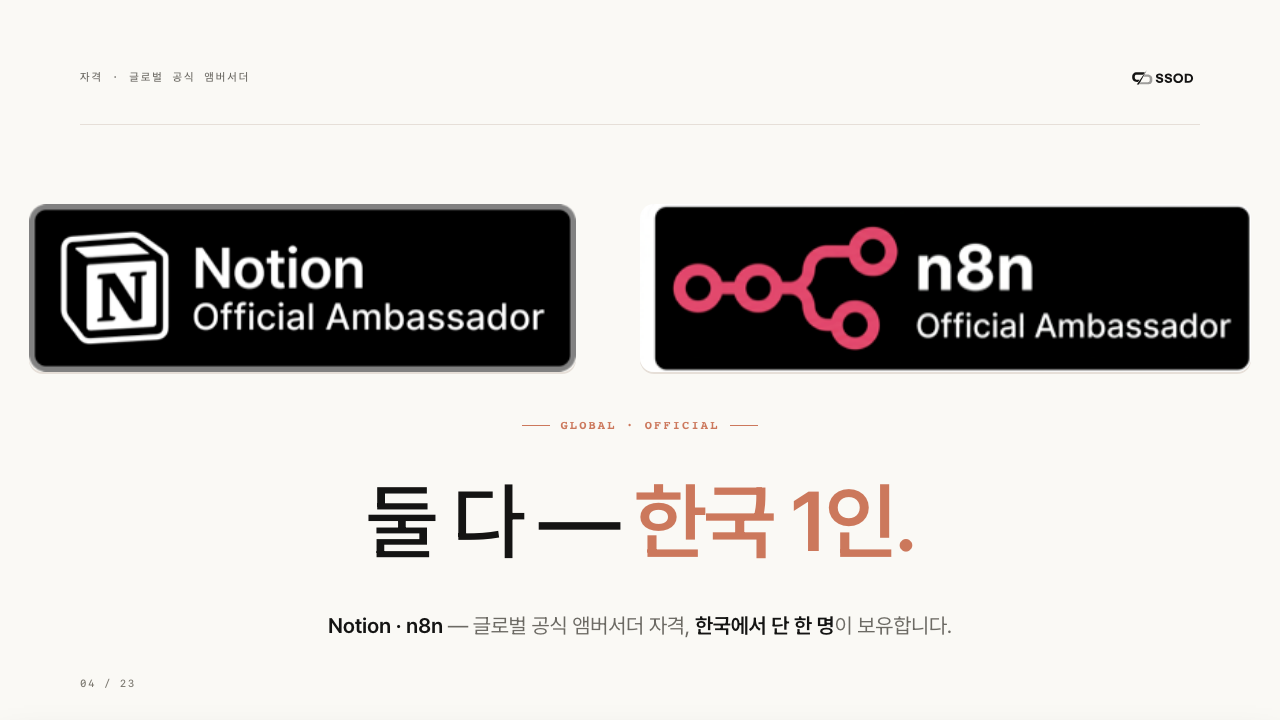 자격 · 글로벌 공식 앰버서더
SSOD
Notion
Official Ambassador
n8n
Official Ambassador
GLOBAL · OFFICIAL
둘 다 — 한국 1인.
Notion · n8n — 글로벌 공식 앰버서더 자격, 한국에서 단 한 명이 보유합니다.
04 / 23